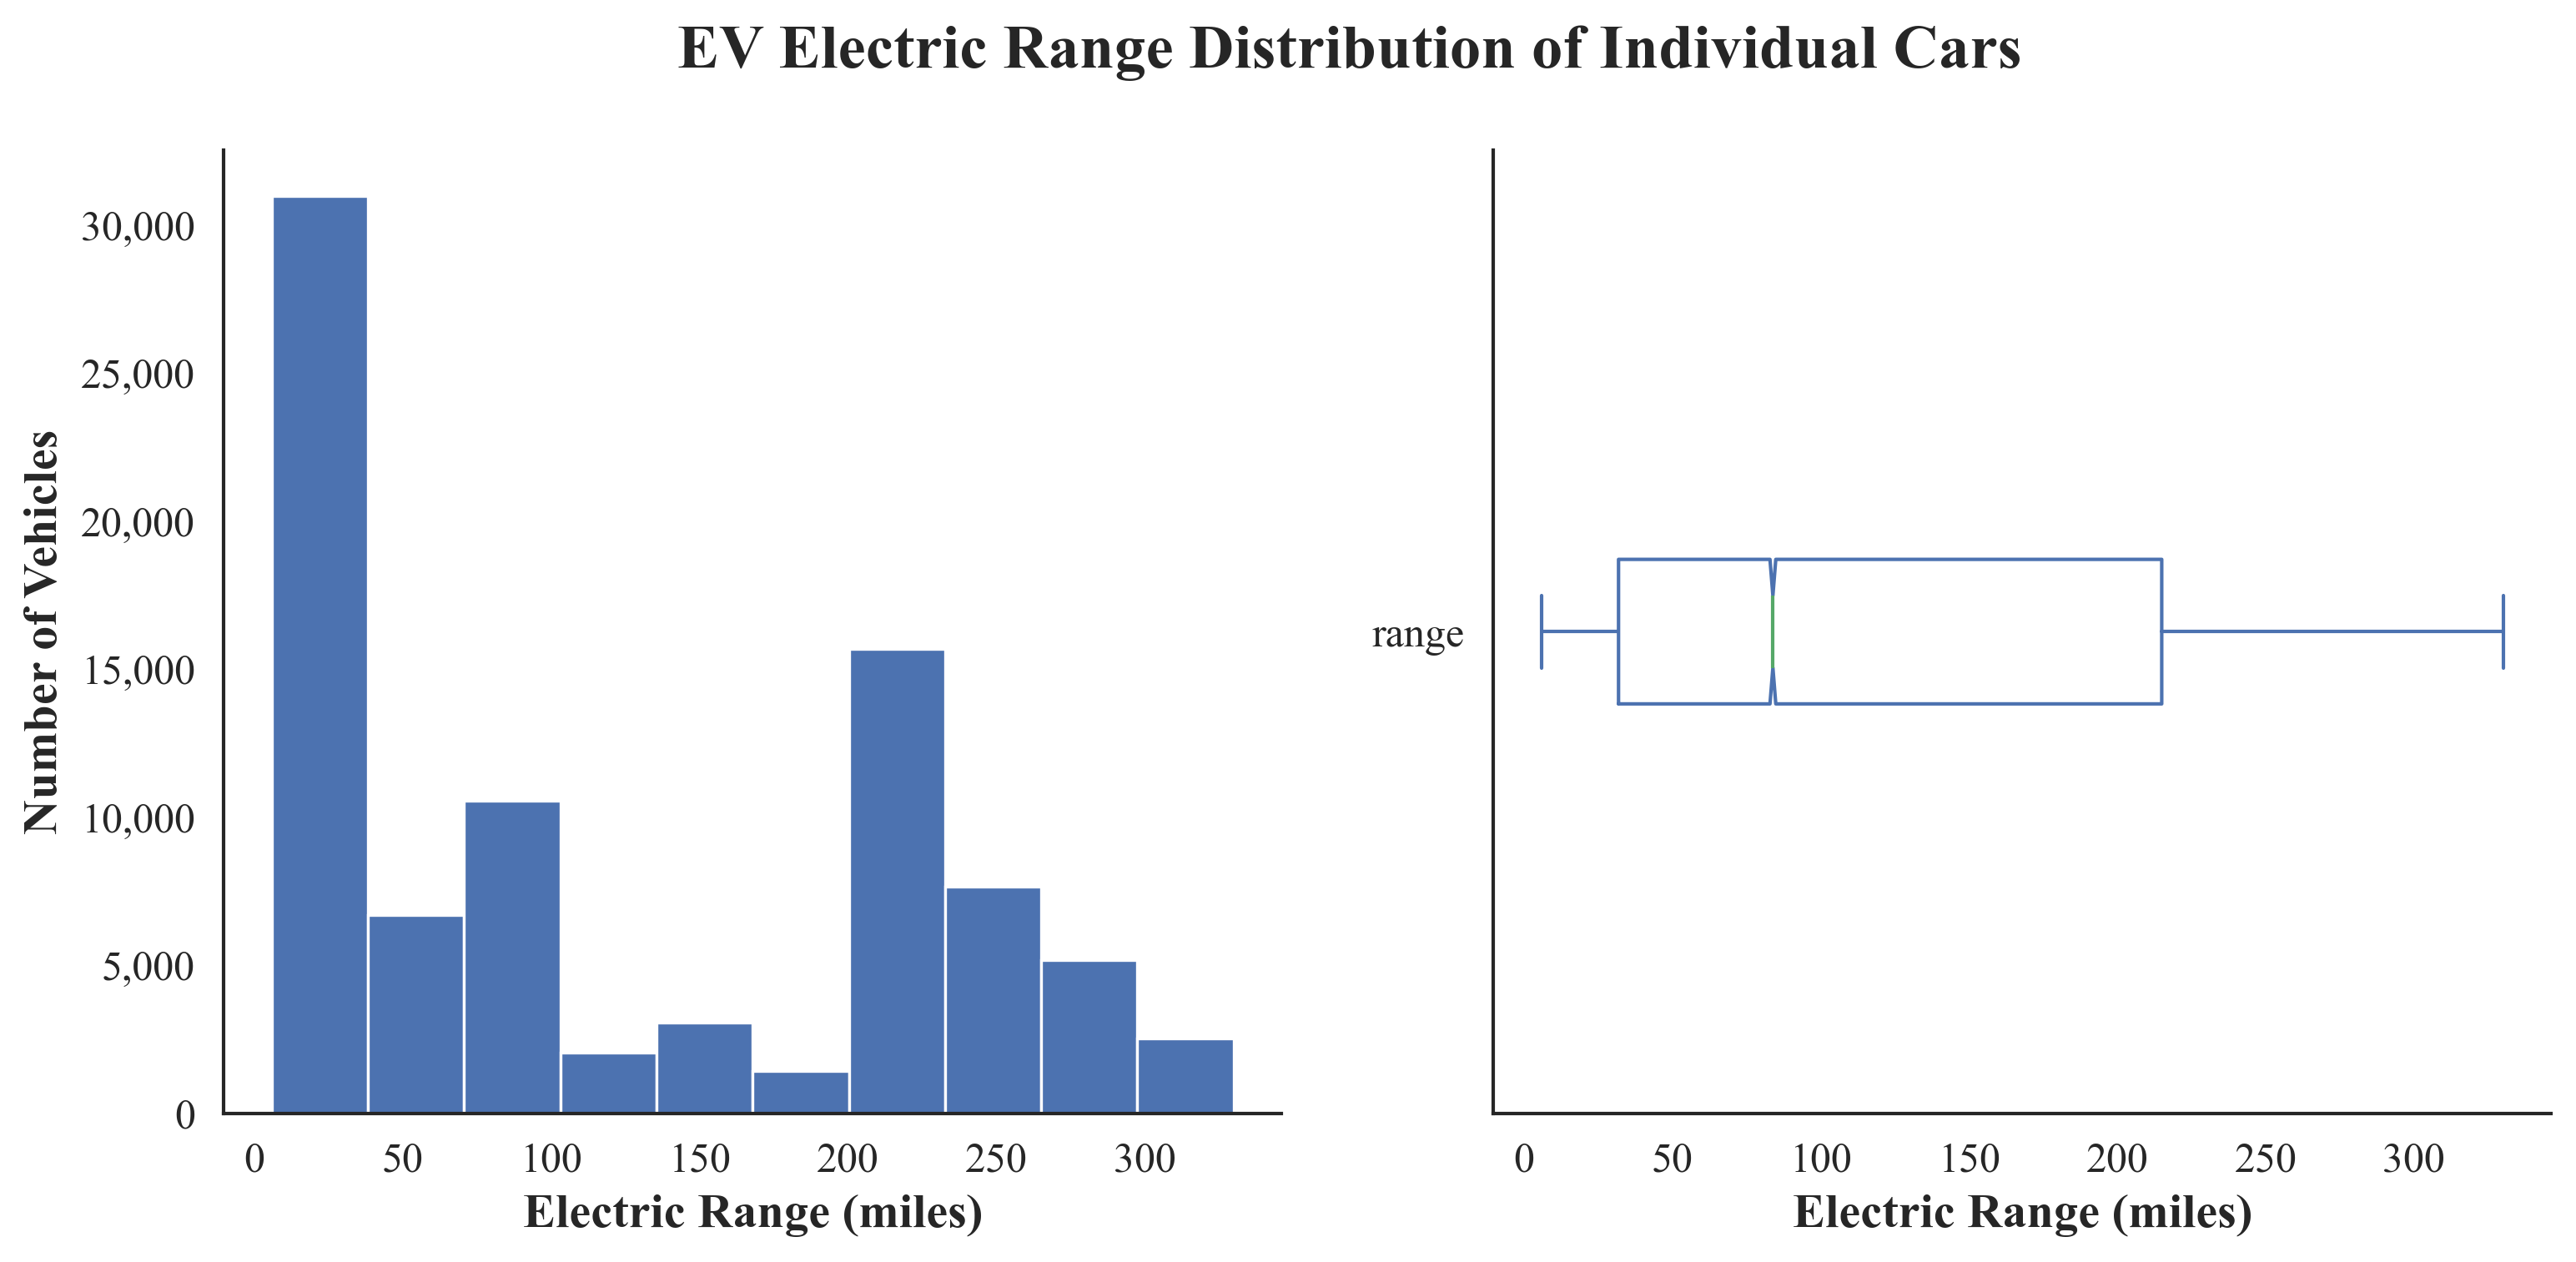 EV Electric Range Distribution of Individual Cars
Number of Vehicles
30,000
25,000
20,000
15,000
10,000
5,000
0
0 50 100 150 200 250 300
Electric Range (miles)
range
0 50 100 150 200 250 300
Electric Range (miles)